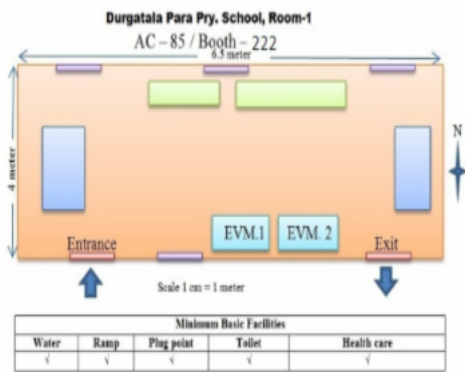 Durgatala Para Pry. School, Room-1
AC – 85 / Booth – 222
6.5 meter
4 meter
N
EVM.1 EVM. 2
Entrance Exit
Scale 1 cm = 1 meter
Minimum Basic Facilities
Water Ramp Plug point Toilet Health care
√ √ √ √ √